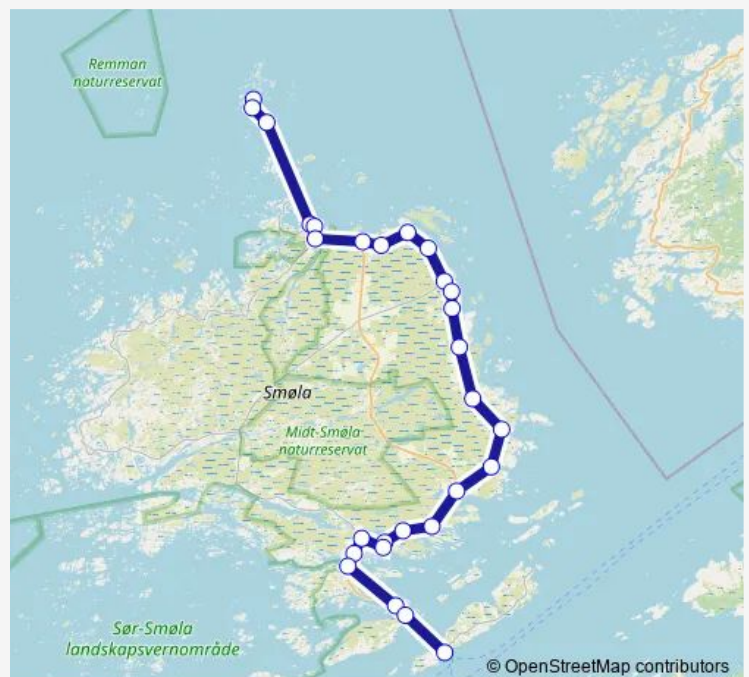 Remman
naturreservat
Smøla
Midt-Smøla
naturreservat
Sør-Smøla
landskapsvernområde
© OpenStreetMap contributors